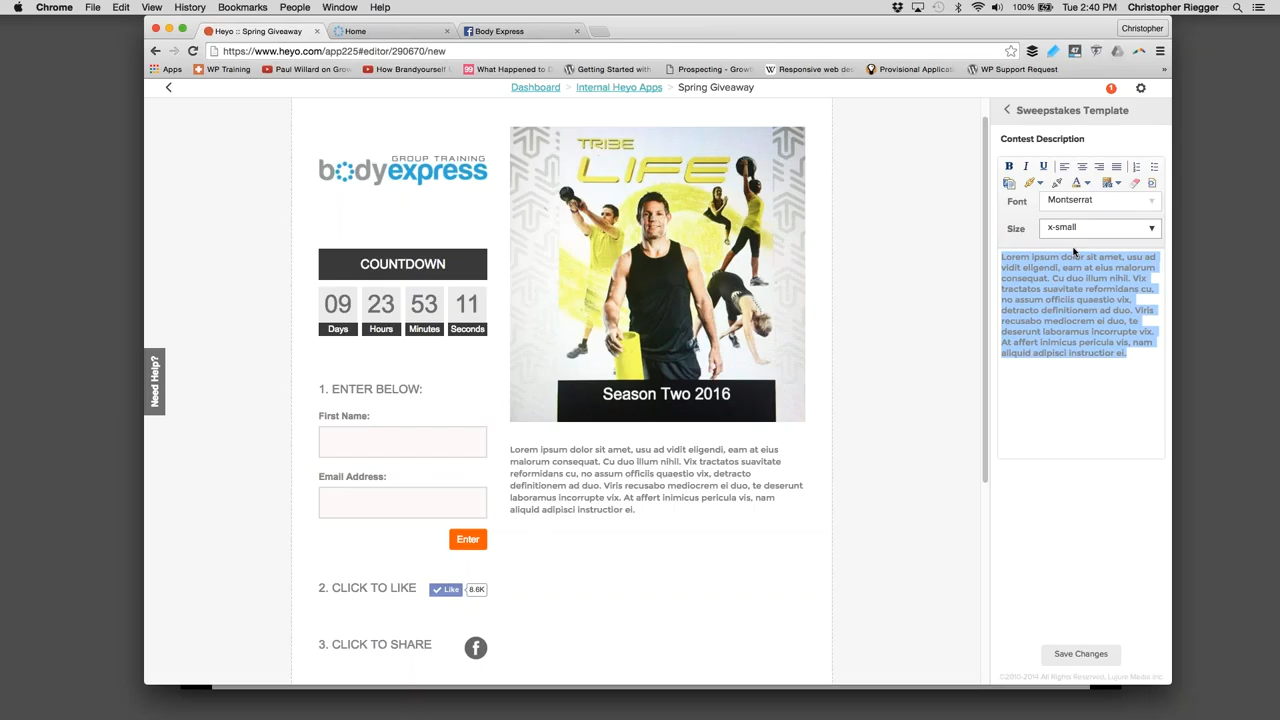 Chrome File Edit View History Bookmarks People Window Help
100% Tue 2:40 PM Christopher Riegger
Heyo :: Spring Giveaway
Home
Body Express
Christopher
https://www.heyo.com/app225#editor/290670/new
Apps
WP Training
Paul Willard on Gro
How Brandyourself
What Happened to D
Getting Started with
Prospecting - Growt
Responsive web de
Provisional Applicat
WP Support Request
Dashboard > Internal Heyo Apps > Spring Giveaway
1
Need Help?
GROUP TRAINING
bodyexpress
COUNTDOWN
09 23 53 11
Days Hours Minutes Seconds
1. ENTER BELOW:
First Name:
Email Address:
Enter
2. CLICK TO LIKE
Like 8.6K
3. CLICK TO SHARE
TRIBE
LIFE
Season Two 2016
Lorem ipsum dolor sit amet, usu ad vidit eligendi, eam at eius
malorum consequat. Cu duo illum nihil. Vix tractatos suavitate
reformidans cu, no assum officiis quaestio vix, detracto
definitionem ad duo. Viris recusabo mediocrem ei duo, te deserunt
laboramus incorrupte vix. At affert inimicus pericula vis, nam
aliquid adipisci instructior ei.
Sweepstakes Template
Contest Description
B I U
Font Montserrat
Size x-small
Lorem ipsum dolor sit amet, usu ad
vidit eligendi, eam at eius malorum
consequat. Cu duo illum nihil. Vix
tractatos suavitate reformidans cu,
no assum officiis quaestio vix,
detracto definitionem ad duo. Viris
recusabo mediocrem ei duo, te
deserunt laboramus incorrupte vix.
At affert inimicus pericula vis, nam
aliquid adipisci instructior ei.
Save Changes
©2010-2014 All Rights Reserved, Lujure Media Inc.